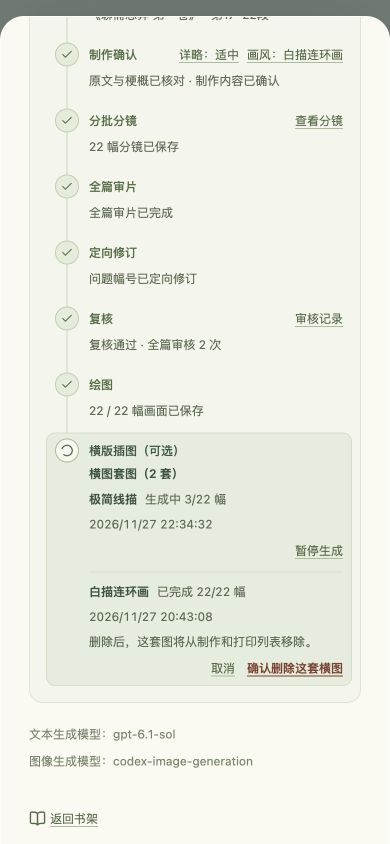 制作确认 详略：适中 画风：白描连环画
原文与梗概已核对 · 制作内容已确认
分批分镜 查看分镜
22 幅分镜已保存
全篇审片
全篇审片已完成
定向修订
问题幅号已定向修订
复核 审核记录
复核通过 · 全篇审核 2 次
绘图
22 / 22 幅画面已保存
横版插图（可选）
横图套图（2 套）
极简线描 生成中 3/22 幅
2026/11/27 22:34:32
暂停生成
白描连环画 已完成 22/22 幅
2026/11/27 20:43:08
删除后，这套图将从制作和打印列表移除。
取消 确认删除这套横图
文本生成模型：gpt-6.1-sol
图像生成模型：codex-image-generation
返回书架